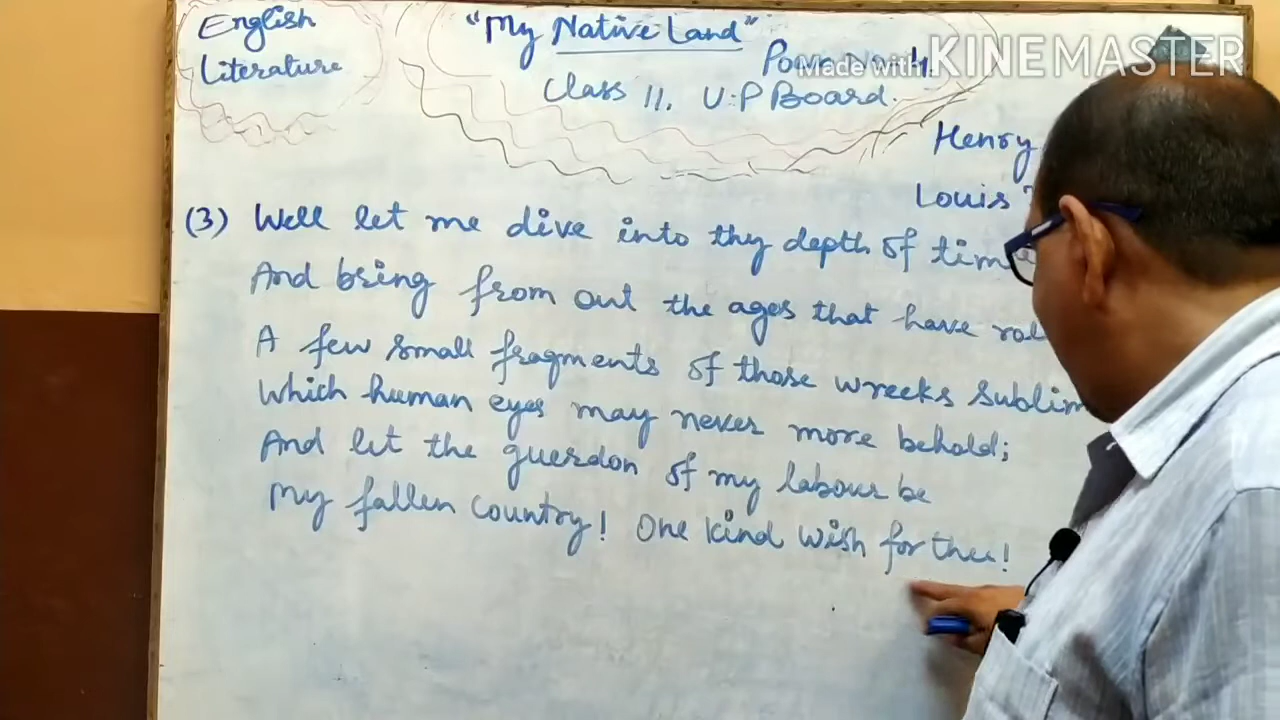 English
Literature
"My Native Land"
Made with KINEMASTER
Class 11. U.P Board.
Henry
Louis
(3) Well let me dive into thy depth of time
And bring from out the ages that have
A few small fragments of those wrecks
Which human eyes may never more behold;
And let the guerdon of my labour be
My fallen country! One kind wish for thee!